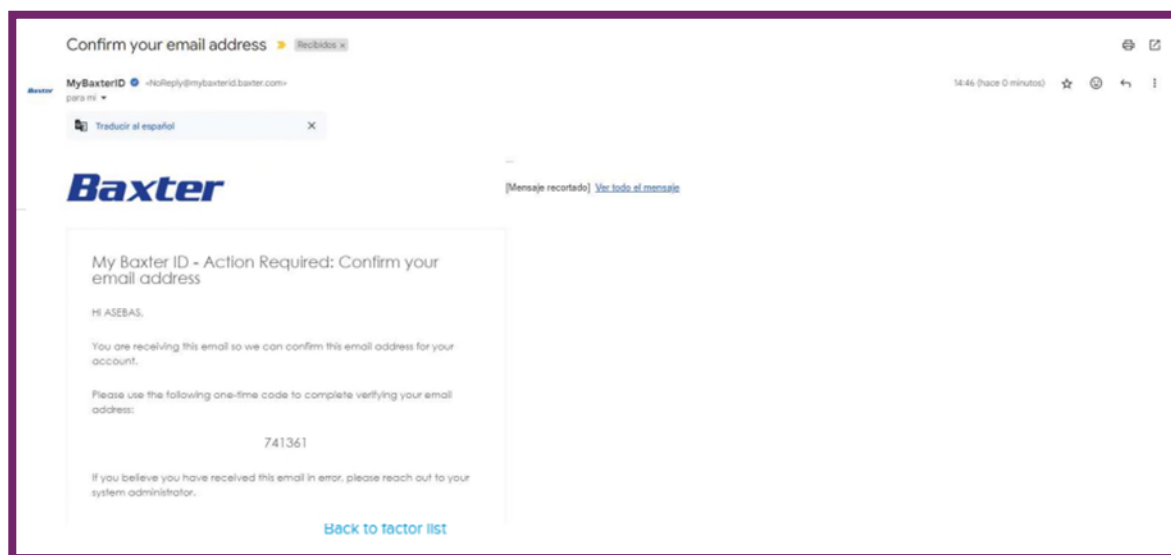 Confirm your email address Recibidos x
MyBaxterID <NoReply@mybaxterid.baxter.com> 14:46 (hace 0 minutos)
para mí
Traducir al español
Baxter
Baxter
[Mensaje recortado] Ver todo el mensaje
My Baxter ID - Action Required: Confirm your
email address
Hi ASEBAS,
You are receiving this email so we can confirm this email address for your
account.
Please use the following one-time code to complete verifying your email
address:
741361
If you believe you have received this email in error, please reach out to your
system administrator.
Back to factor list